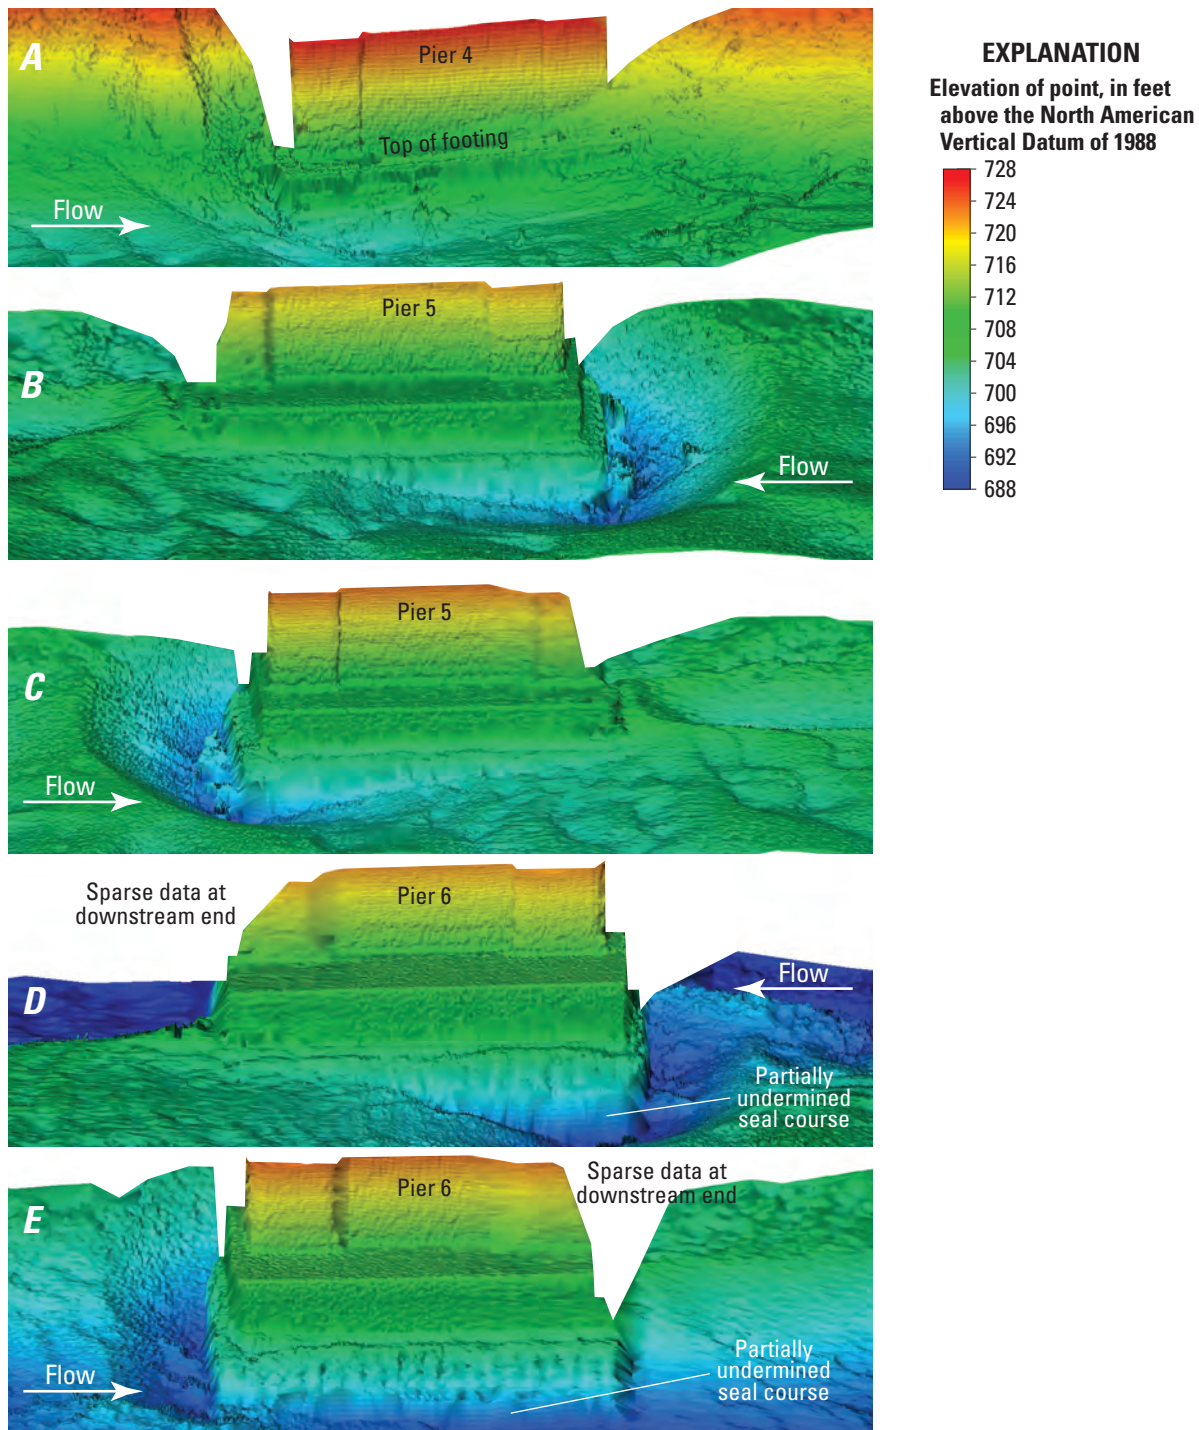 A
Pier 4
Top of footing
Flow
EXPLANATION
Elevation of point, in feet
above the North American
Vertical Datum of 1988
728
724
720
716
712
708
704
700
696
692
688
B
Pier 5
Flow
C
Pier 5
Flow
D
Sparse data at
downstream end
Pier 6
Flow
Partially
undermined
seal course
E
Pier 6
Sparse data at
downstream end
Flow
Partially
undermined
seal course